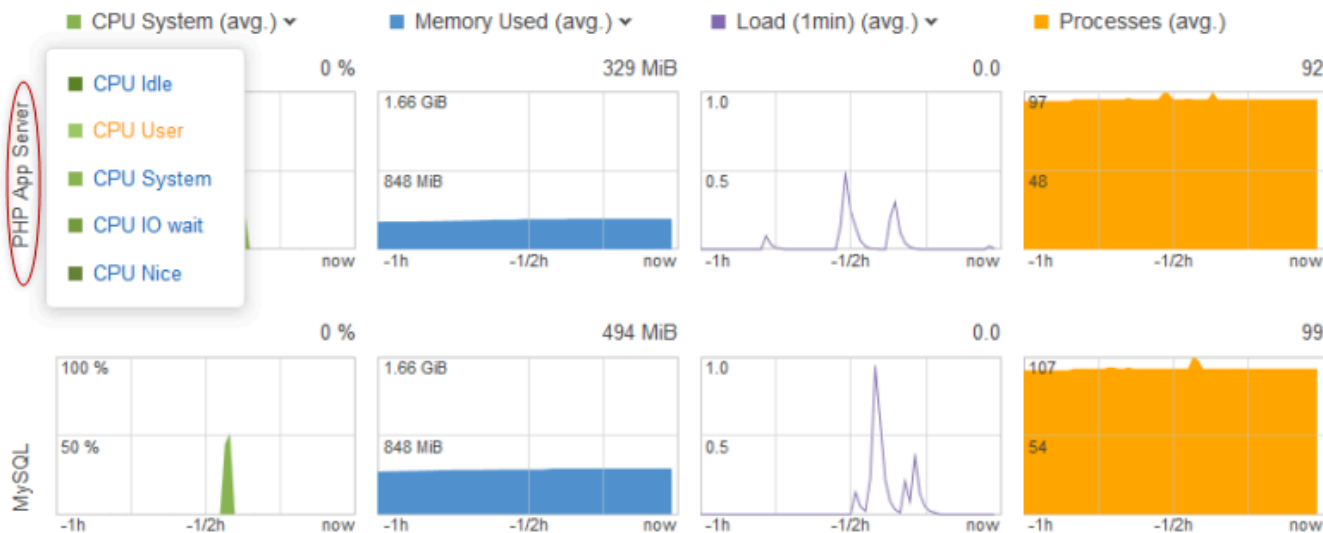 CPU System (avg.)
Memory Used (avg.)
Load (1min) (avg.)
Processes (avg.)
CPU Idle
CPU User
CPU System
CPU IO wait
CPU Nice
PHP App Server
0 %
now
329 MiB
1.66 GiB
848 MiB
-1h
-1/2h
now
0.0
1.0
0.5
-1h
-1/2h
now
92
97
48
-1h
-1/2h
now
MySQL
0 %
100 %
50 %
-1h
-1/2h
now
494 MiB
1.66 GiB
848 MiB
-1h
-1/2h
now
0.0
1.0
0.5
-1h
-1/2h
now
99
107
54
-1h
-1/2h
now